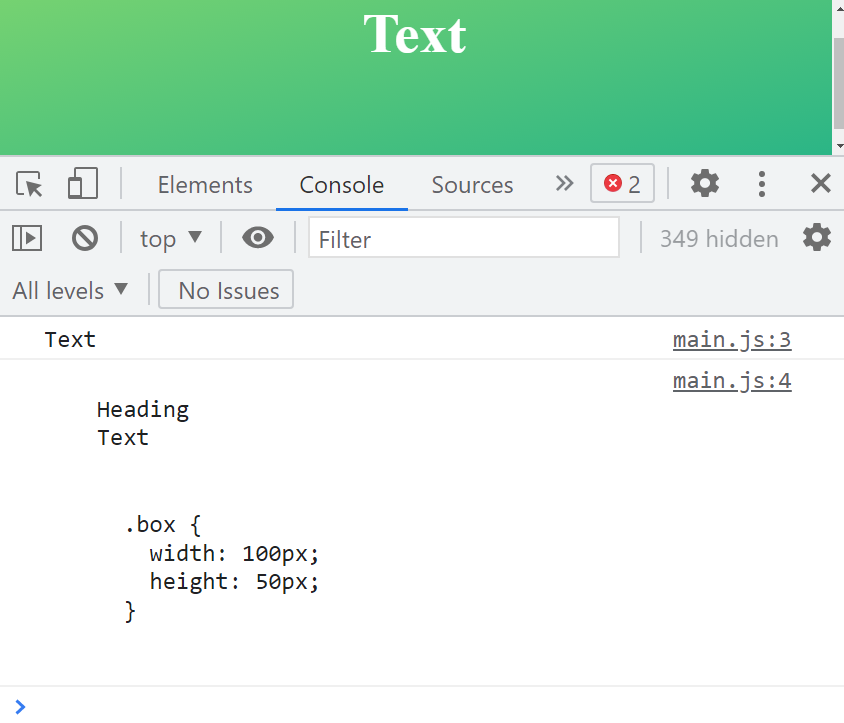 Text
Elements Console Sources 2
top Filter 349 hidden
All levels No Issues
Text main.js:3
main.js:4
Heading
Text
.box {
width: 100px;
height: 50px;
}